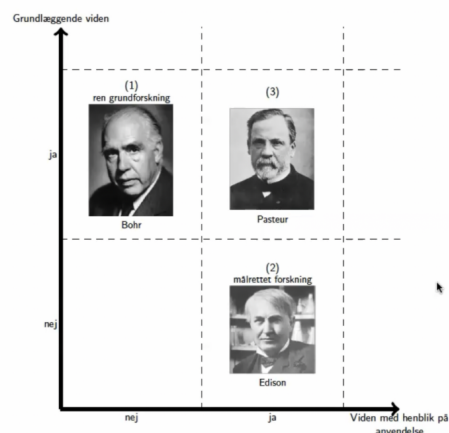 Grundlæggende viden
(1)
ren grundforskning
(3)
ja
Bohr
Pasteur
(2)
målrettet forskning
nej
Edison
nej
ja
Viden med henblik på
anvendelse